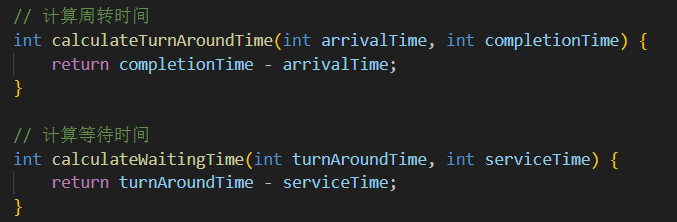 // 计算周转时间
int calculateTurnAroundTime(int arrivalTime, int completionTime) {
    return completionTime - arrivalTime;
}
// 计算等待时间
int calculateWaitingTime(int turnAroundTime, int serviceTime) {
    return turnAroundTime - serviceTime;
}